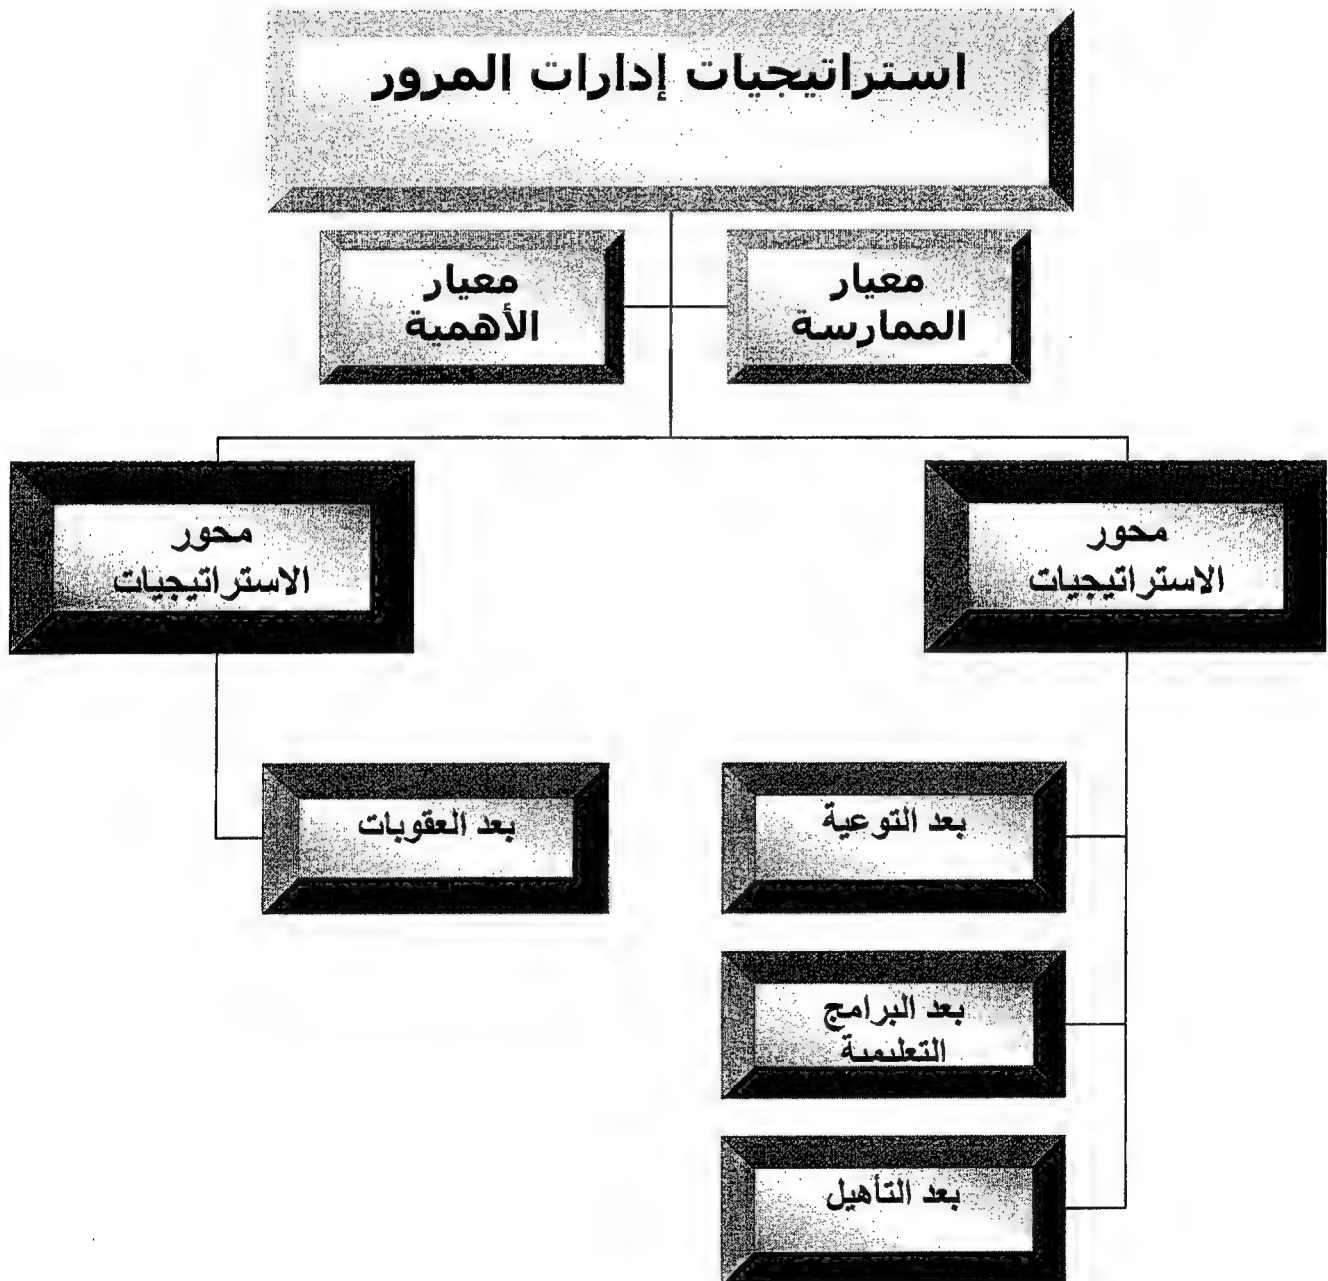 استراتيجيات إدارات المرور
معيار
الممارسة
معيار
الأهمية
محور
الاستراتيجيات
محور
الاستراتيجيات
بعد التوعية
بعد العقوبات
بعد البرامج
التعليمية
بعد التأهيل